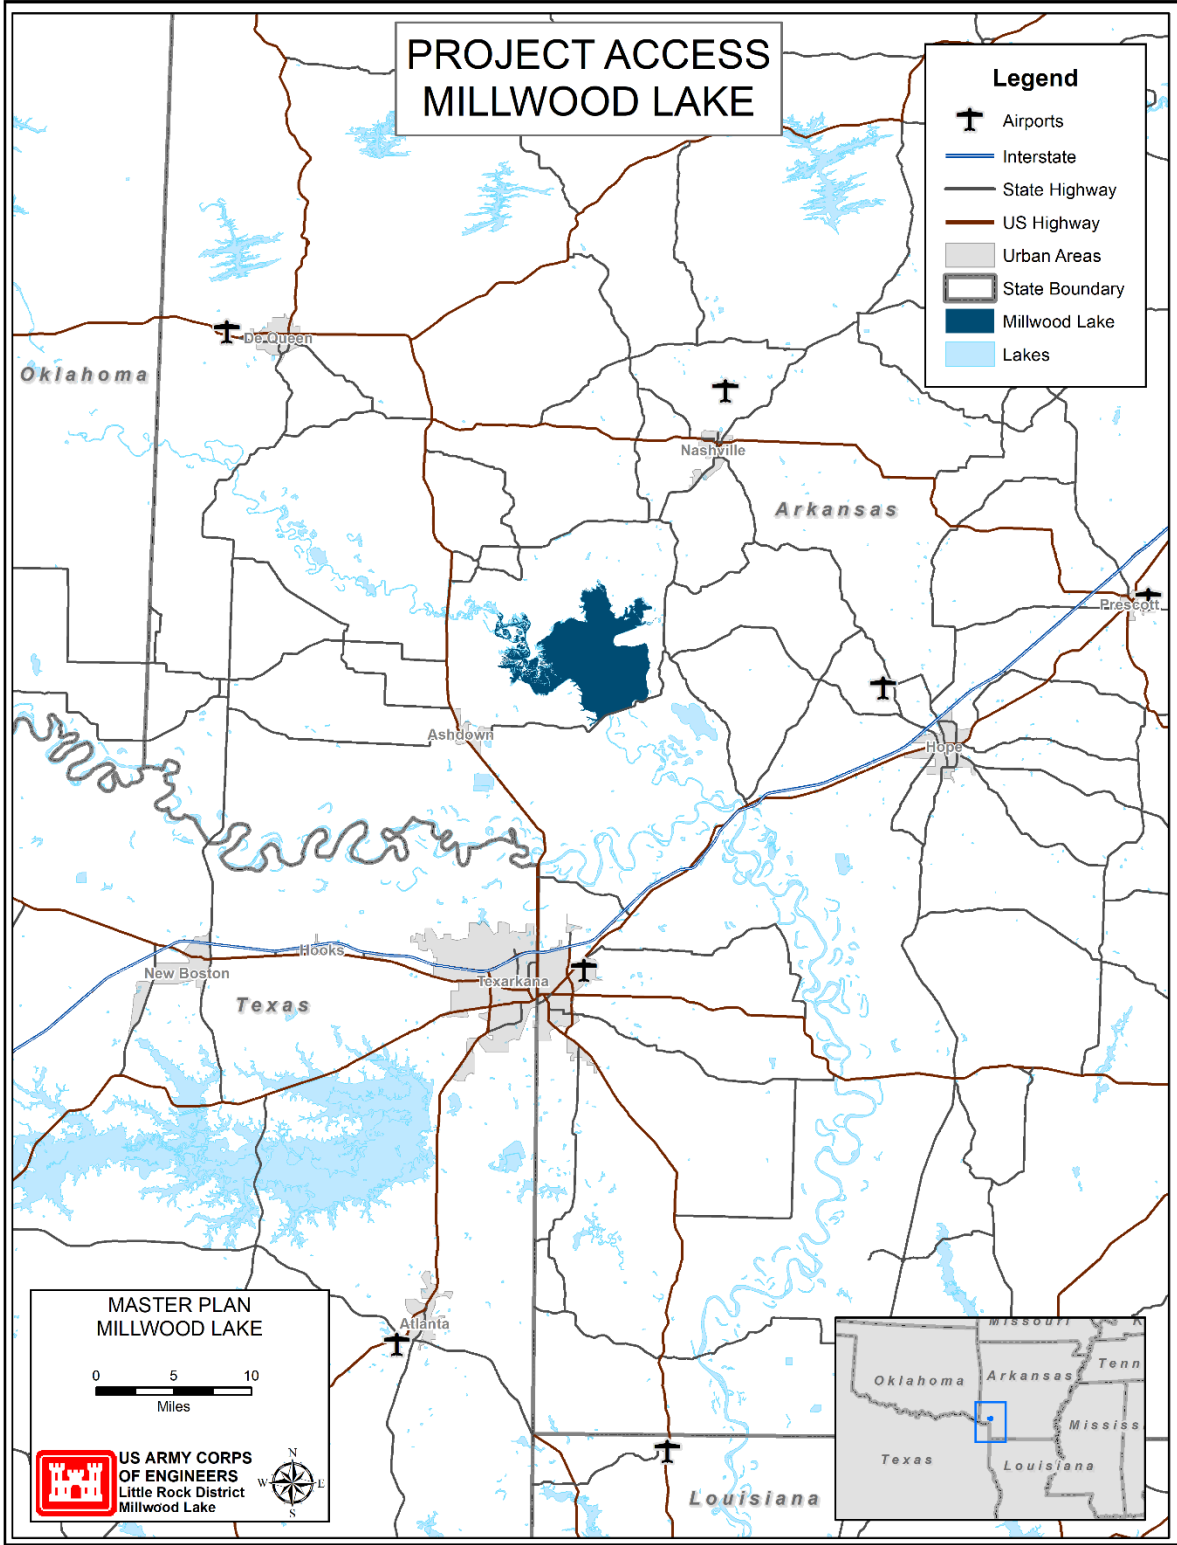 PROJECT ACCESS
MILLWOOD LAKE
Legend
Airports
Interstate
State Highway
US Highway
Urban Areas
State Boundary
Millwood Lake
Lakes
De Queen
Oklahoma
Nashville
Arkansas
Prescott
Ashdown
Hope
Hooks
New Boston
Texarkana
Texas
Atlanta
Louisiana
MASTER PLAN
MILLWOOD LAKE
0 5 10
Miles
US ARMY CORPS
OF ENGINEERS
Little Rock District
Millwood Lake
N
W E
S
Missouri K
Oklahoma Arkansas Tenn
Mississ
Texas Louisiana